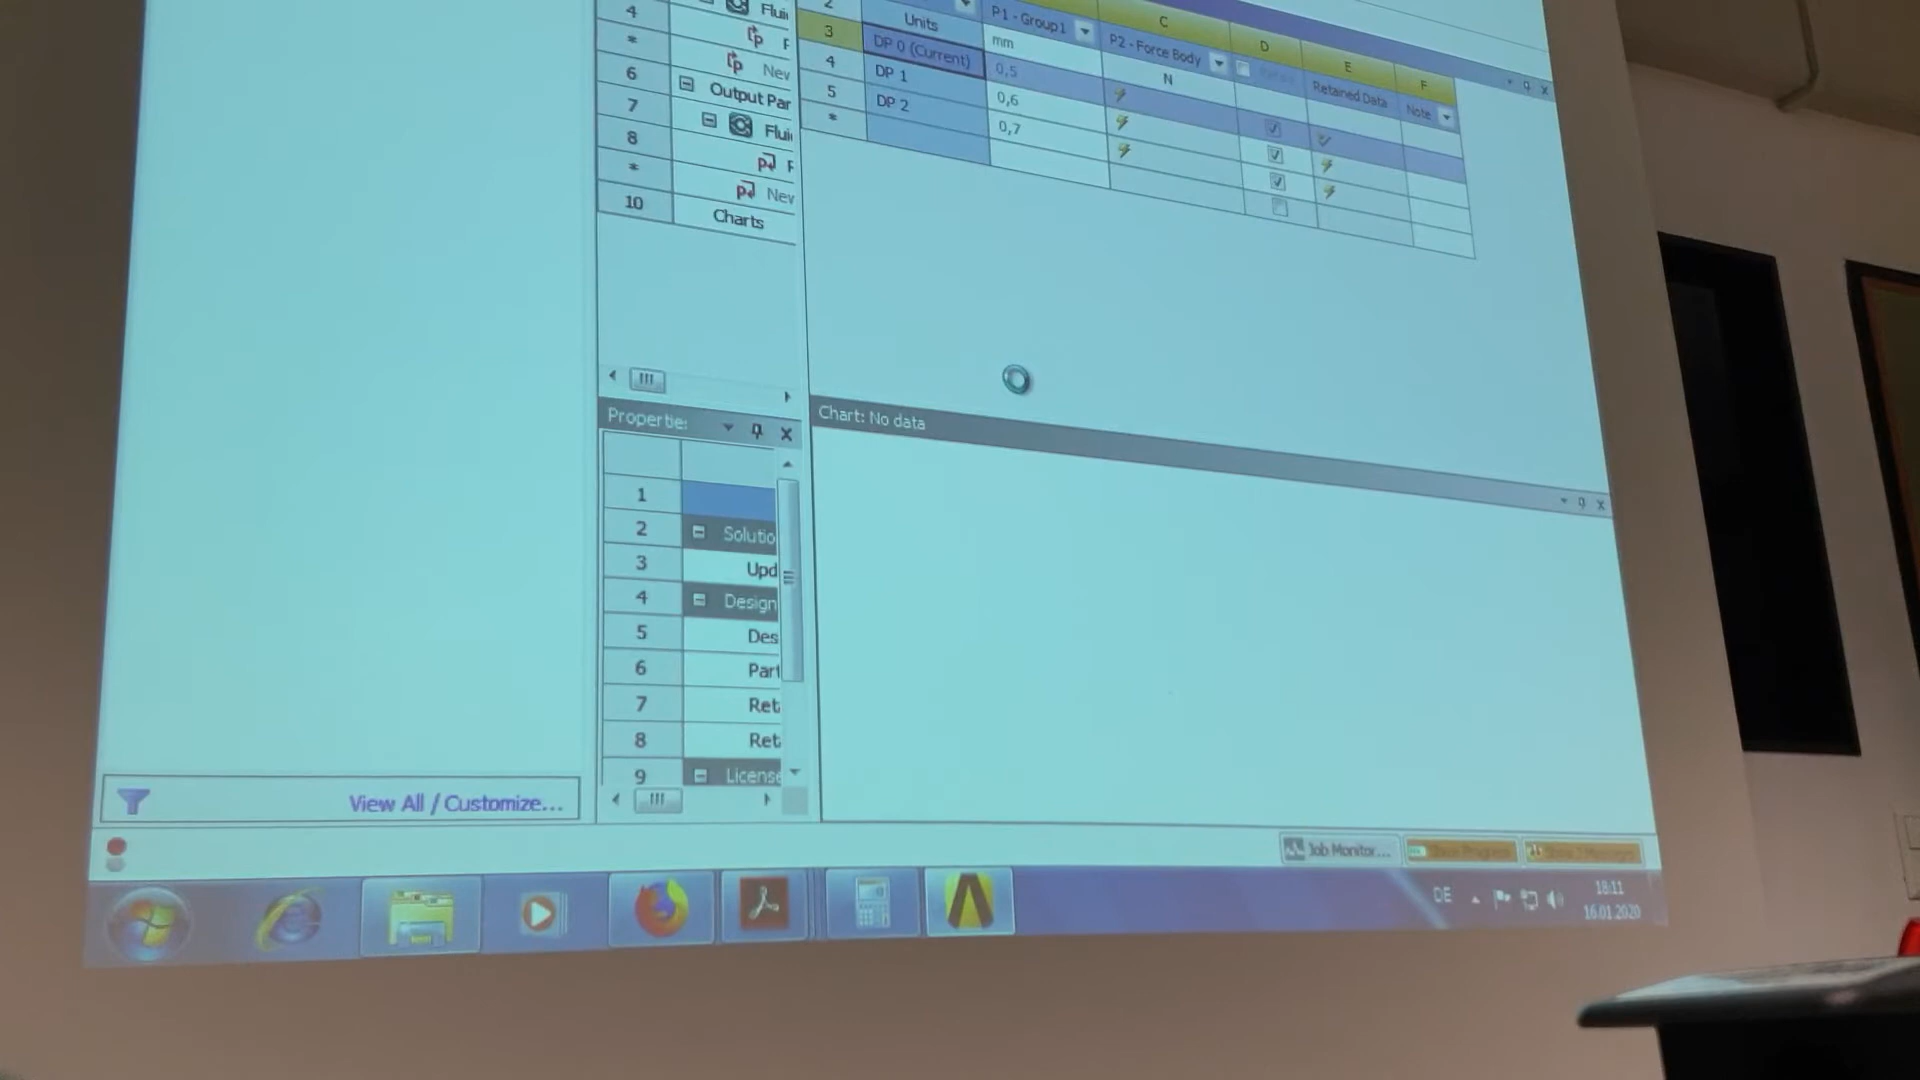 4
Flui
*
F
6
New
7
Output Par
8
Flui
*
F
New
10
Charts
2
Units
3
DP 0 (Current)
4
DP 1
5
DP 2
*
P1 - Group1
C
D
E
F
mm
P2 - Force Body
N
Retained Data
Note
0,5
0,6
0,7
Propertie:
1
2
Solutio
3
Upd
4
Design
5
Des
6
Part
7
Ret
8
Ret
9
License
Chart: No data
View All / Customize...
Job Monitor...
DE
18:11
16.01.2020